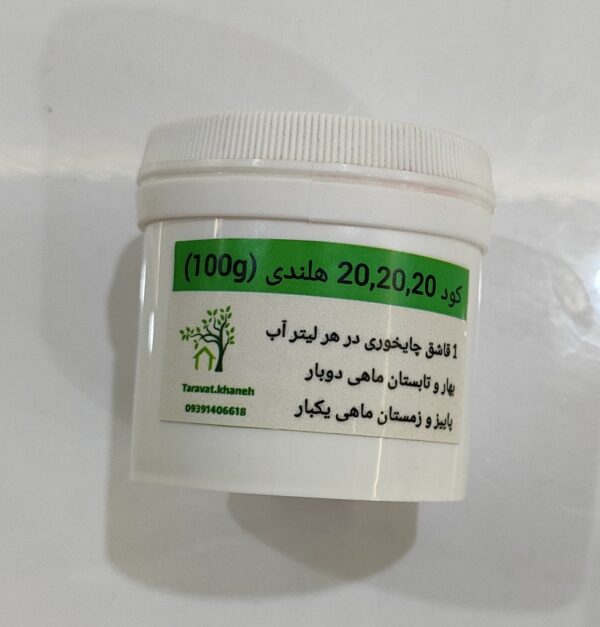 کود 20,20,20 هلندی (100g)
1 قاشق چایخوری در هر لیتر آب
بهار و تابستان ماهی دوبار
پاییز و زمستان ماهی یکبار
Taravat.khaneh
09391406618